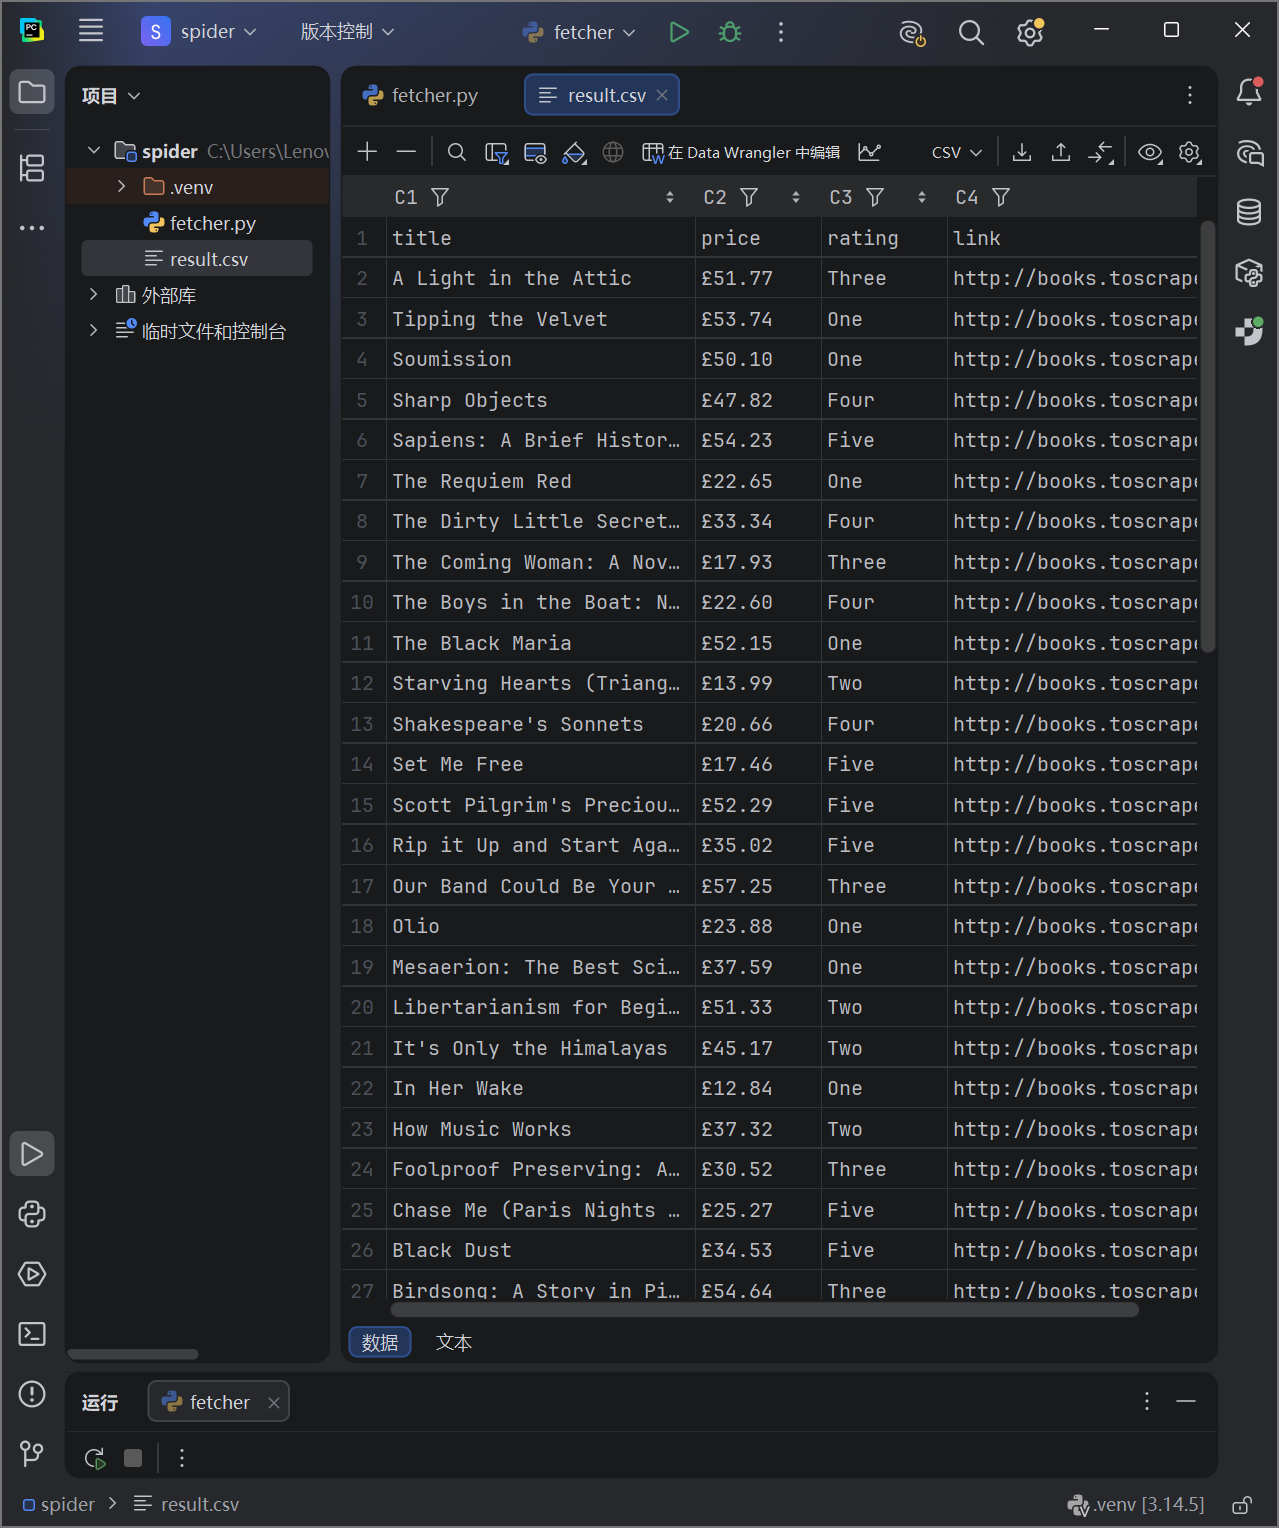 PC S spider 版本控制 fetcher
项目
spider C:\Users\Lenov
.venv
fetcher.py
result.csv
外部库
临时文件和控制台
fetcher.py result.csv
在 Data Wrangler 中编辑 CSV
C1 C2 C3 C4
1 title price rating link
2 A Light in the Attic £51.77 Three http://books.toscrape
3 Tipping the Velvet £53.74 One http://books.toscrape
4 Soumission £50.10 One http://books.toscrape
5 Sharp Objects £47.82 Four http://books.toscrape
6 Sapiens: A Brief Histor… £54.23 Five http://books.toscrape
7 The Requiem Red £22.65 One http://books.toscrape
8 The Dirty Little Secret… £33.34 Four http://books.toscrape
9 The Coming Woman: A Nov… £17.93 Three http://books.toscrape
10 The Boys in the Boat: N… £22.60 Four http://books.toscrape
11 The Black Maria £52.15 One http://books.toscrape
12 Starving Hearts (Triang… £13.99 Two http://books.toscrape
13 Shakespeare's Sonnets £20.66 Four http://books.toscrape
14 Set Me Free £17.46 Five http://books.toscrape
15 Scott Pilgrim's Preciou… £52.29 Five http://books.toscrape
16 Rip it Up and Start Aga… £35.02 Five http://books.toscrape
17 Our Band Could Be Your … £57.25 Three http://books.toscrape
18 Olio £23.88 One http://books.toscrape
19 Mesaerion: The Best Sci… £37.59 One http://books.toscrape
20 Libertarianism for Begi… £51.33 Two http://books.toscrape
21 It's Only the Himalayas £45.17 Two http://books.toscrape
22 In Her Wake £12.84 One http://books.toscrape
23 How Music Works £37.32 Two http://books.toscrape
24 Foolproof Preserving: A… £30.52 Three http://books.toscrape
25 Chase Me (Paris Nights … £25.27 Five http://books.toscrape
26 Black Dust £34.53 Five http://books.toscrape
27 Birdsong: A Story in Pi… £54.64 Three http://books.toscrape
数据 文本
运行 fetcher
spider result.csv .venv [3.14.5]